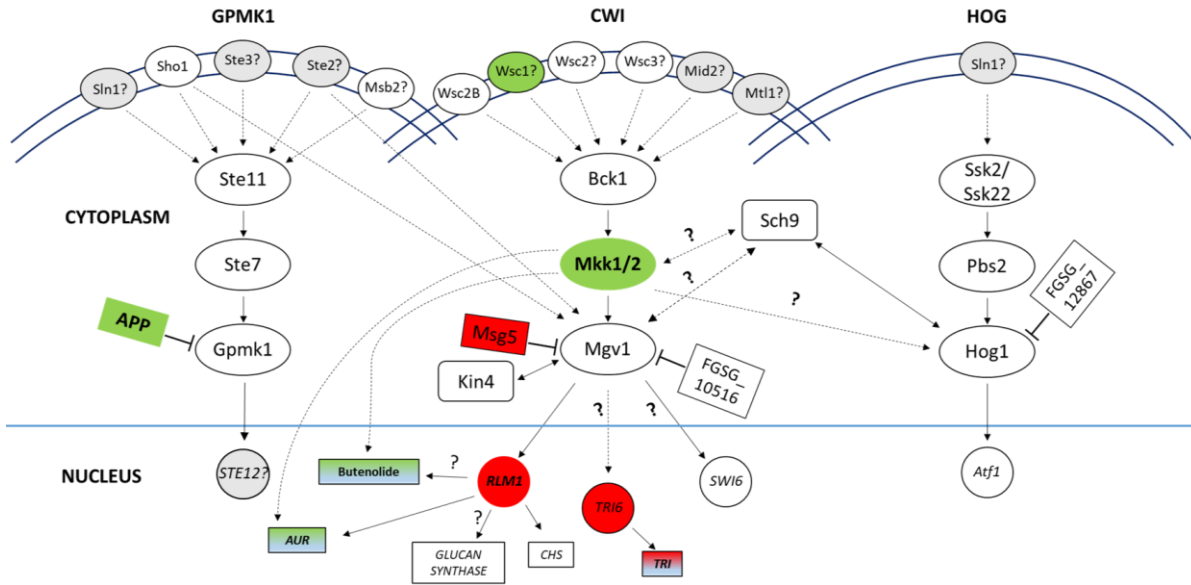 GPMK1
CWI
HOG
Sln1?
Sho1
Ste3?
Ste2?
Msb2?
Wsc2B
Wsc1?
Wsc2?
Wsc3?
Mid2?
Mtl1?
Sln1?
Ste11
Bck1
Ssk2/
Ssk22
CYTOPLASM
Sch9
?
Ste7
Mkk1/2
?
?
Pbs2
FGSG_
12867
APP
Gpmk1
Msg5
Mgv1
Hog1
Kin4
FGSG_
10516
?
?
NUCLEUS
STE12?
Butenolide
?
RLM1
TRI6
SWI6
Atf1
AUR
?
GLUCAN
SYNTHASE
CHS
TRI